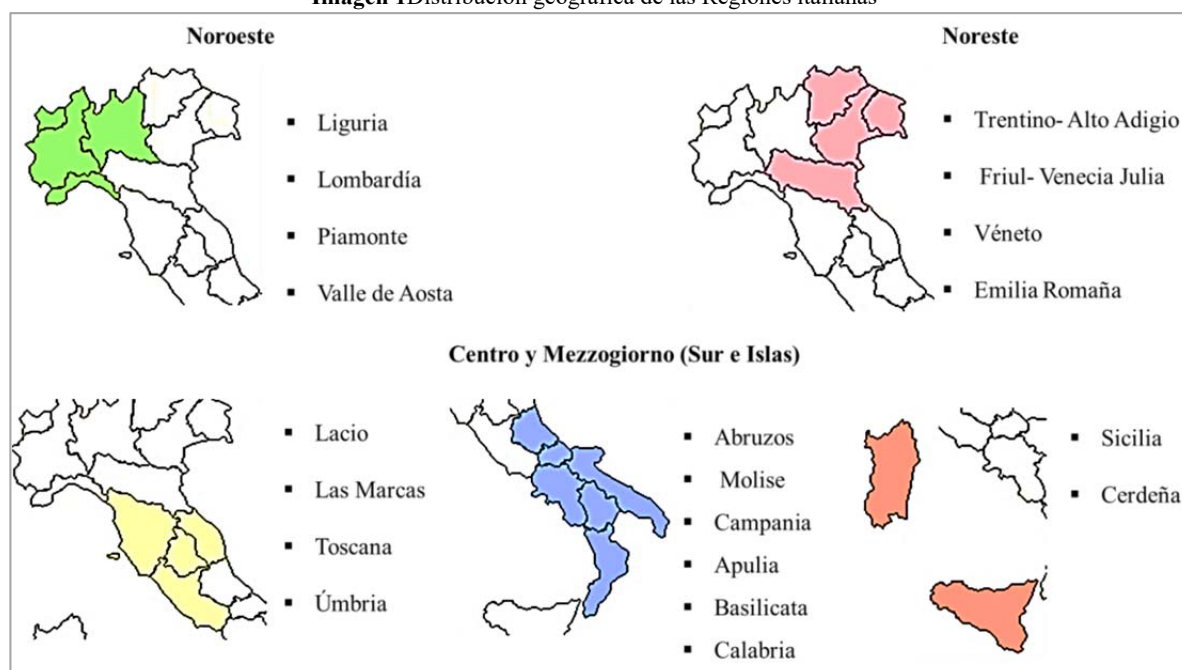 Imagen 1Distribución geográfica de las Regiones italianas
Noroeste
▪ Liguria
▪ Lombardía
▪ Piamonte
▪ Valle de Aosta
Noreste
▪ Trentino- Alto Adigio
▪ Friul- Venecia Julia
▪ Véneto
▪ Emilia Romaña
Centro y Mezzogiorno (Sur e Islas)
▪ Lacio
▪ Las Marcas
▪ Toscana
▪ Úmbria
▪ Abruzos
▪ Molise
▪ Campania
▪ Apulia
▪ Basilicata
▪ Calabria
▪ Sicilia
▪ Cerdeña